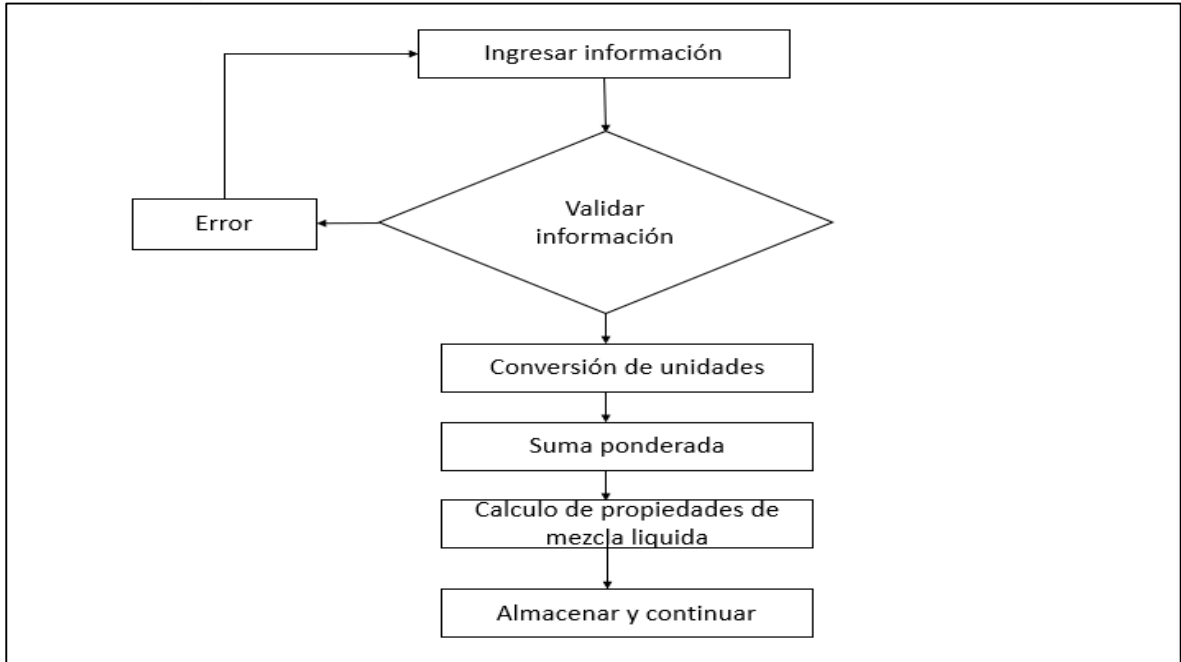 Ingresar información
Validar
información
Error
Conversión de unidades
Suma ponderada
Calculo de propiedades de
mezcla liquida
Almacenar y continuar